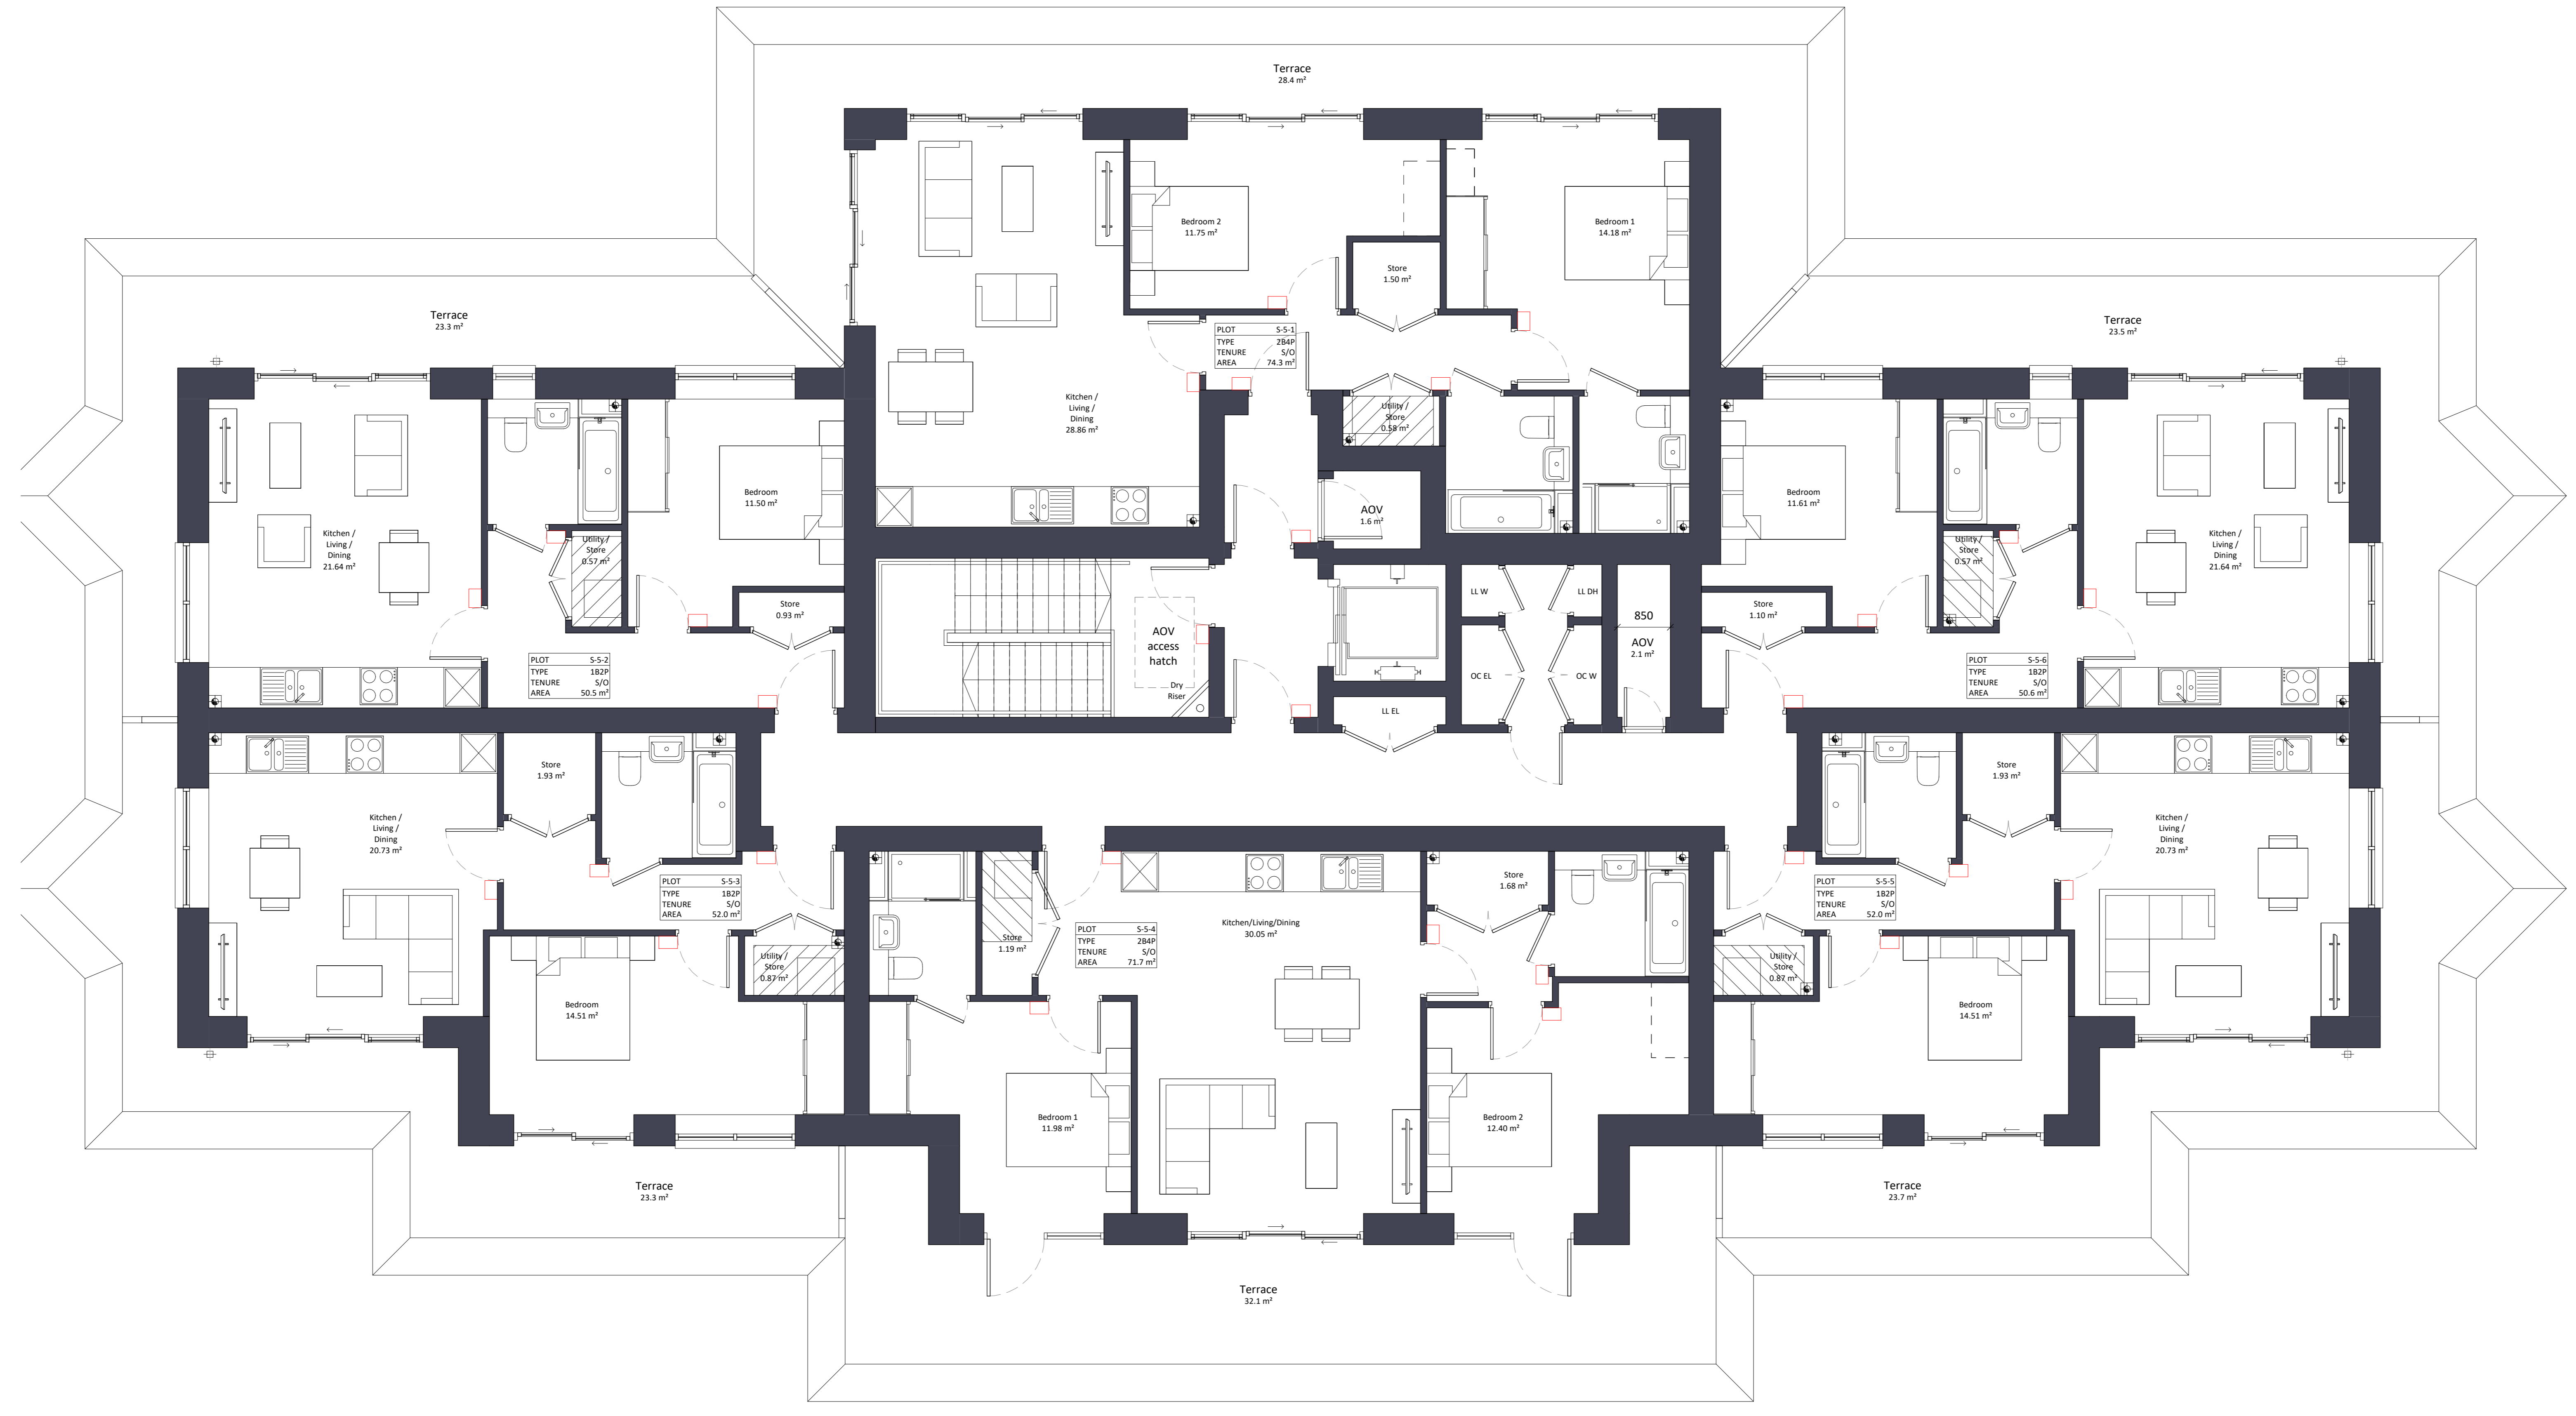 Terrace
28.4 m²
Bedroom 2
11.75 m²
Bedroom 1
14.18 m²
Store
1.50 m²
Terrace
23.3 m²
Terrace
23.5 m²
PLOT S-5-1
TYPE 2B4P
TENURE S/O
AREA 74.3 m²
Kitchen /
Living /
Dining
28.86 m²
Utility /
Store
0.58 m²
Bedroom
11.50 m²
AOV
1.6 m²
Bedroom
11.61 m²
Kitchen /
Living /
Dining
21.64 m²
Utility /
Store
0.57 m²
Utility /
Store
0.57 m²
Kitchen /
Living /
Dining
21.64 m²
Store
0.93 m²
AOV
access
hatch
LL W
LL DH
850
AOV
2.1 m²
Store
1.10 m²
PLOT S-5-2
TYPE 1B2P
TENURE S/O
AREA 50.5 m²
Dry
Riser
OC EL
OC W
LL EL
PLOT S-5-6
TYPE 1B2P
TENURE S/O
AREA 50.6 m²
Store
1.93 m²
Store
1.93 m²
Kitchen /
Living /
Dining
20.73 m²
Kitchen /
Living /
Dining
20.73 m²
PLOT S-5-3
TYPE 1B2P
TENURE S/O
AREA 52.0 m²
Store
1.68 m²
PLOT S-5-5
TYPE 1B2P
TENURE S/O
AREA 52.0 m²
Store
1.19 m²
PLOT S-5-4
TYPE 2B4P
TENURE S/O
AREA 71.7 m²
Kitchen/Living/Dining
30.05 m²
Utility /
Store
0.87 m²
Utility /
Store
0.87 m²
Bedroom
14.51 m²
Bedroom
14.51 m²
Bedroom 1
11.98 m²
Bedroom 2
12.40 m²
Terrace
23.3 m²
Terrace
23.7 m²
Terrace
32.1 m²